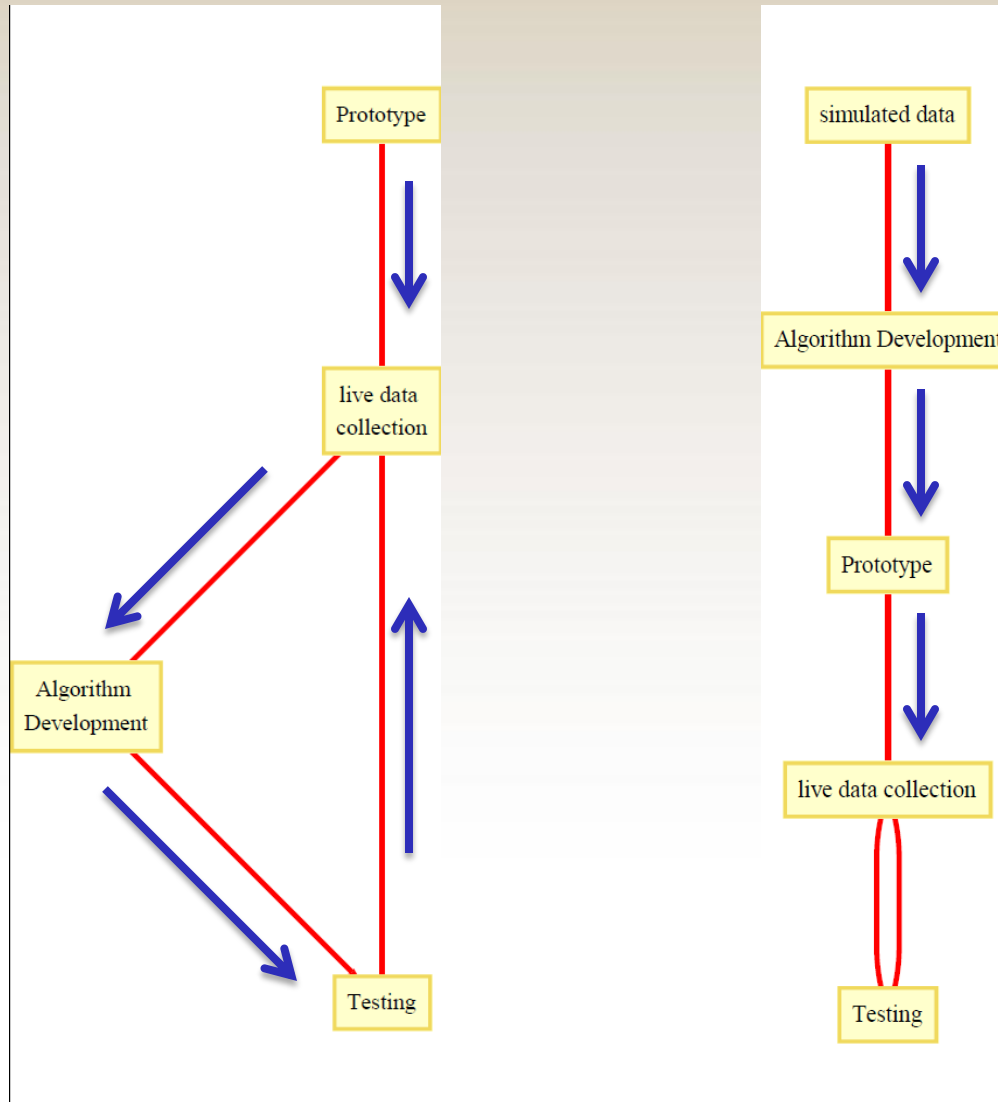 Prototype
live data
collection
Algorithm
Development
Testing
simulated data
Algorithm Development
Prototype
live data collection
Testing